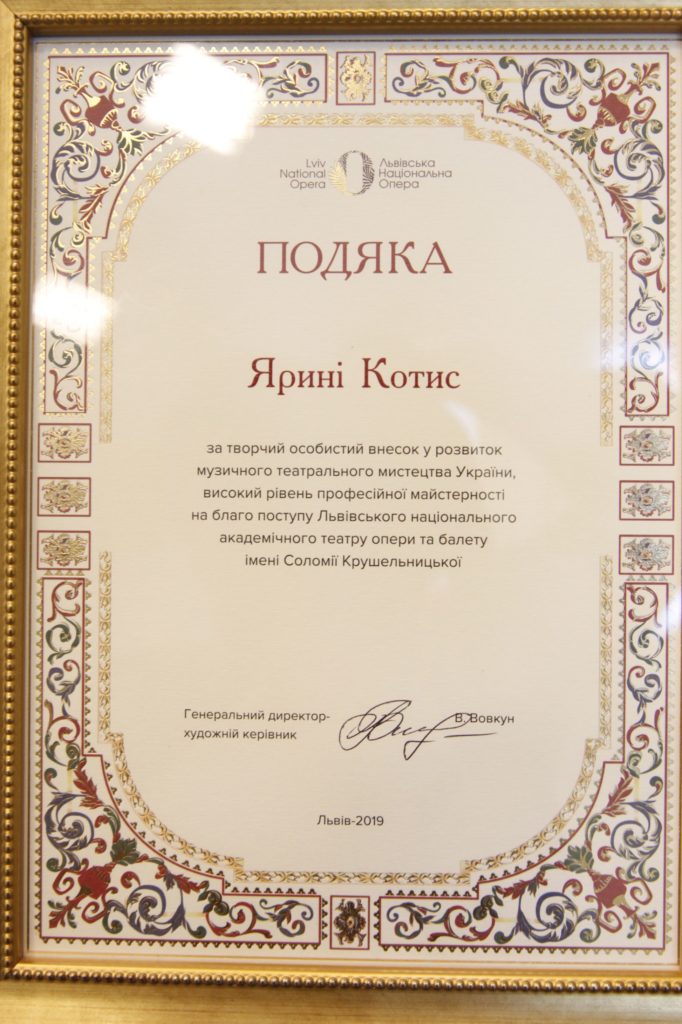 Lviv
National
Opera
Львівська
Національна
Опера
ПОДЯКА
Ярині Котис
за творчий особистий внесок у розвиток
музичного театрального мистецтва України,
високий рівень професійної майстерності
на благо поступу Львівського національного
академічного театру опери та балету
імені Соломії Крушельницької
Генеральний директор-
художній керівник
В. Вовкун
Львів-2019